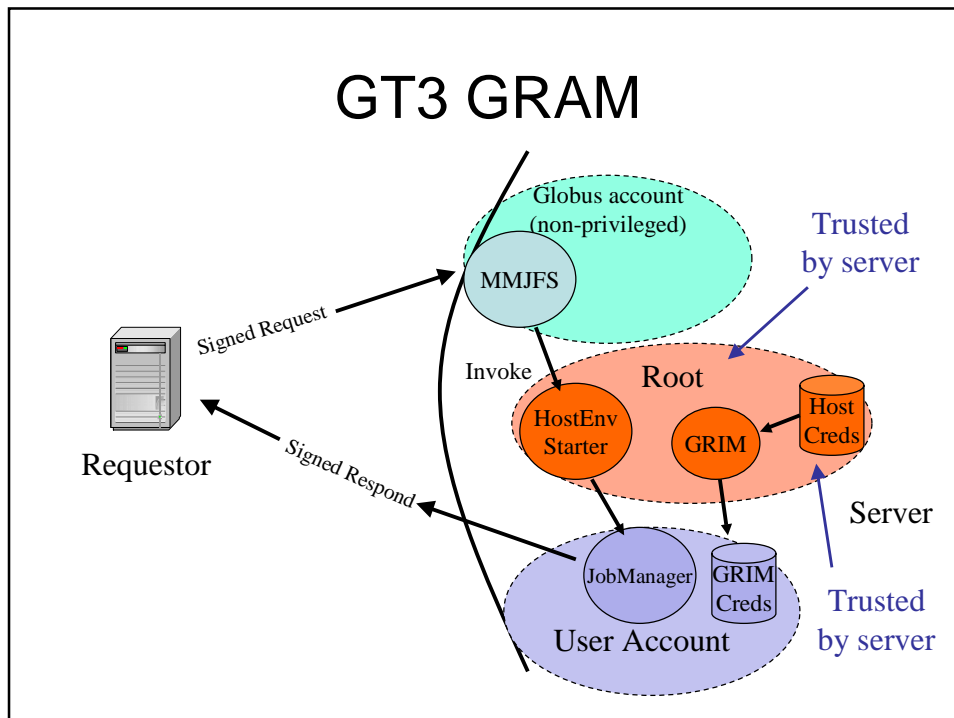 GT3 GRAM
Globus account
(non-privileged)
Trusted
by server
MMJFS
Signed Request
Invoke
Root
HostEnv
Starter
GRIM
Host
Creds
Requestor
Signed Respond
Server
JobManager
GRIM
Creds
User Account
Trusted
by server